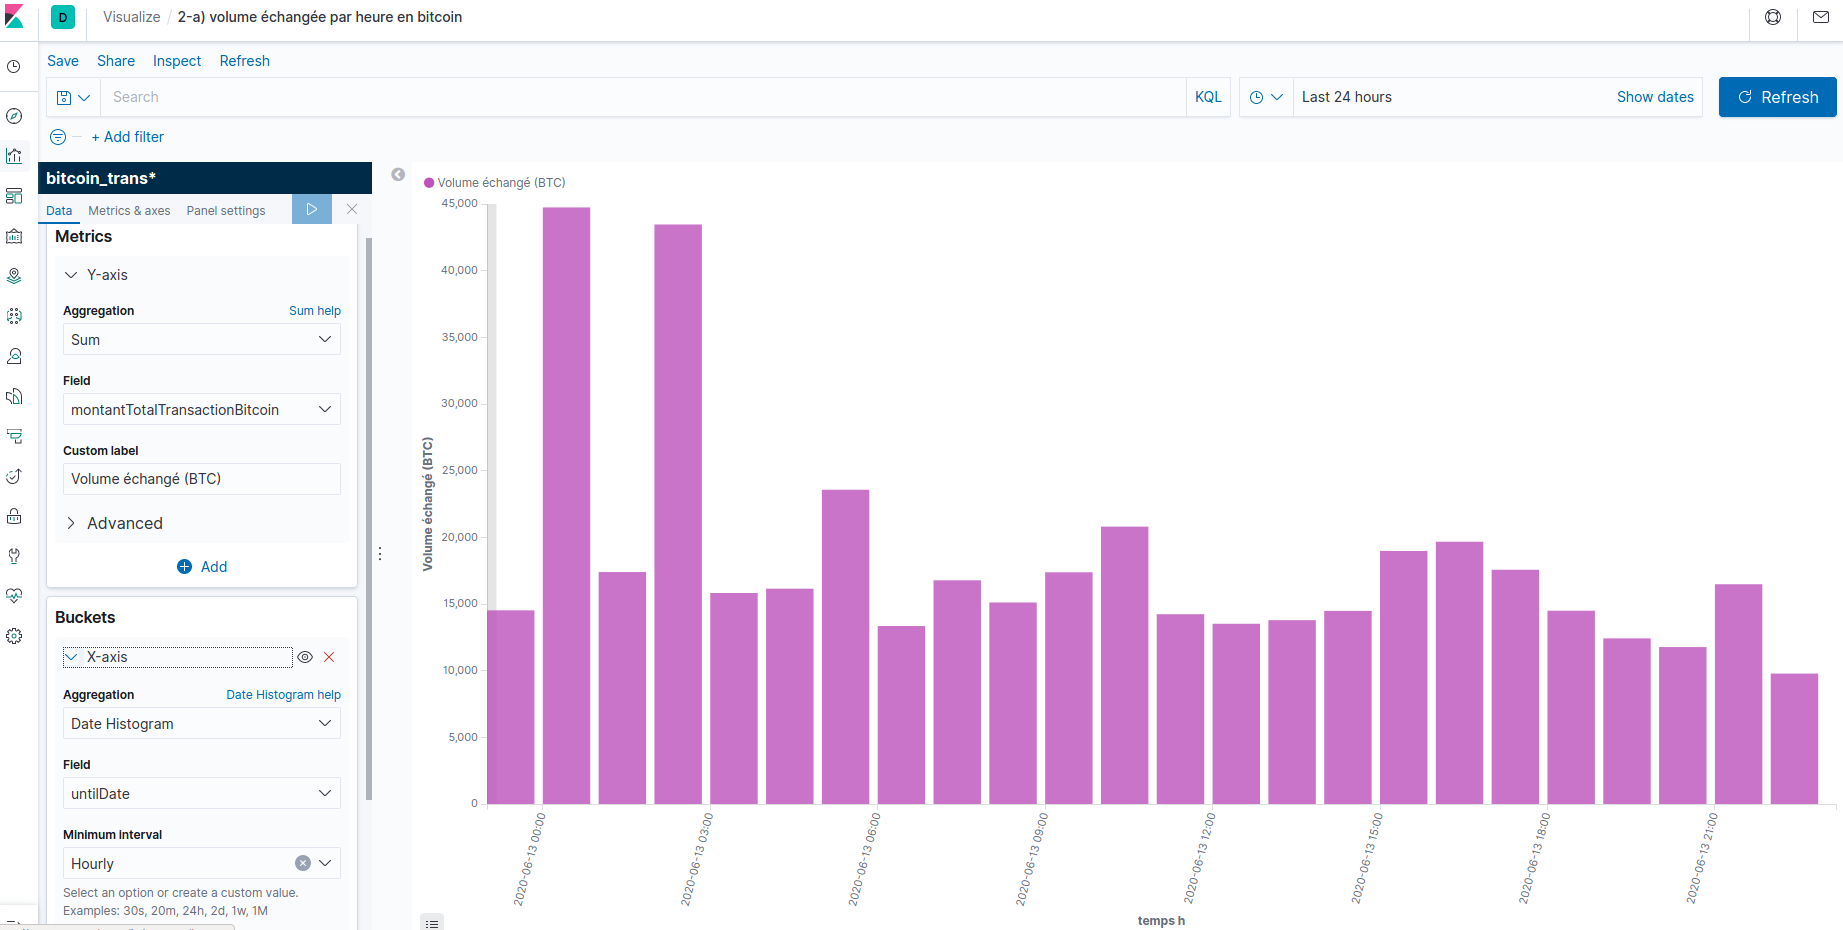 D Visualize / 2-a) volume échangée par heure en bitcoin
Save Share Inspect Refresh
Search KQL Last 24 hours Show dates Refresh
+ Add filter
bitcoin_trans*
Data Metrics & axes Panel settings
Metrics
Y-axis
Aggregation Sum help
Sum
Field
montantTotalTransactionBitcoin
Custom label
Volume échangé (BTC)
Advanced
Add
Buckets
X-axis
Aggregation Date Histogram help
Date Histogram
Field
untilDate
Minimum interval
Hourly
Select an option or create a custom value.
Examples: 30s, 20m, 24h, 2d, 1w, 1M
Volume échangé (BTC)
45,000
40,000
35,000
30,000
25,000
20,000
15,000
10,000
5,000
0
Volume échangé (BTC)
2020-06-13 00:00
2020-06-13 03:00
2020-06-13 06:00
2020-06-13 09:00
2020-06-13 12:00
2020-06-13 15:00
2020-06-13 18:00
2020-06-13 21:00
temps h